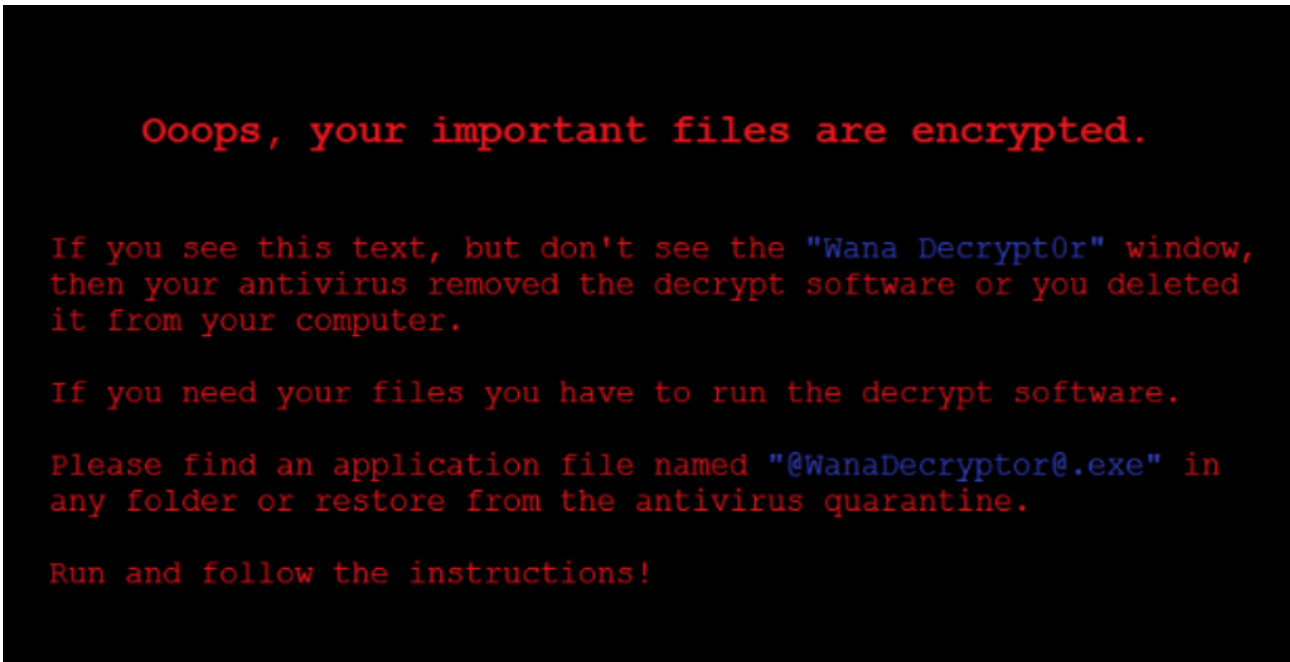 Ooops, your important files are encrypted.
If you see this text, but don't see the "Wana Decrypt0r" window,
then your antivirus removed the decrypt software or you deleted
it from your computer.
If you need your files you have to run the decrypt software.
Please find an application file named "@WanaDecryptor@.exe" in
any folder or restore from the antivirus quarantine.
Run and follow the instructions!